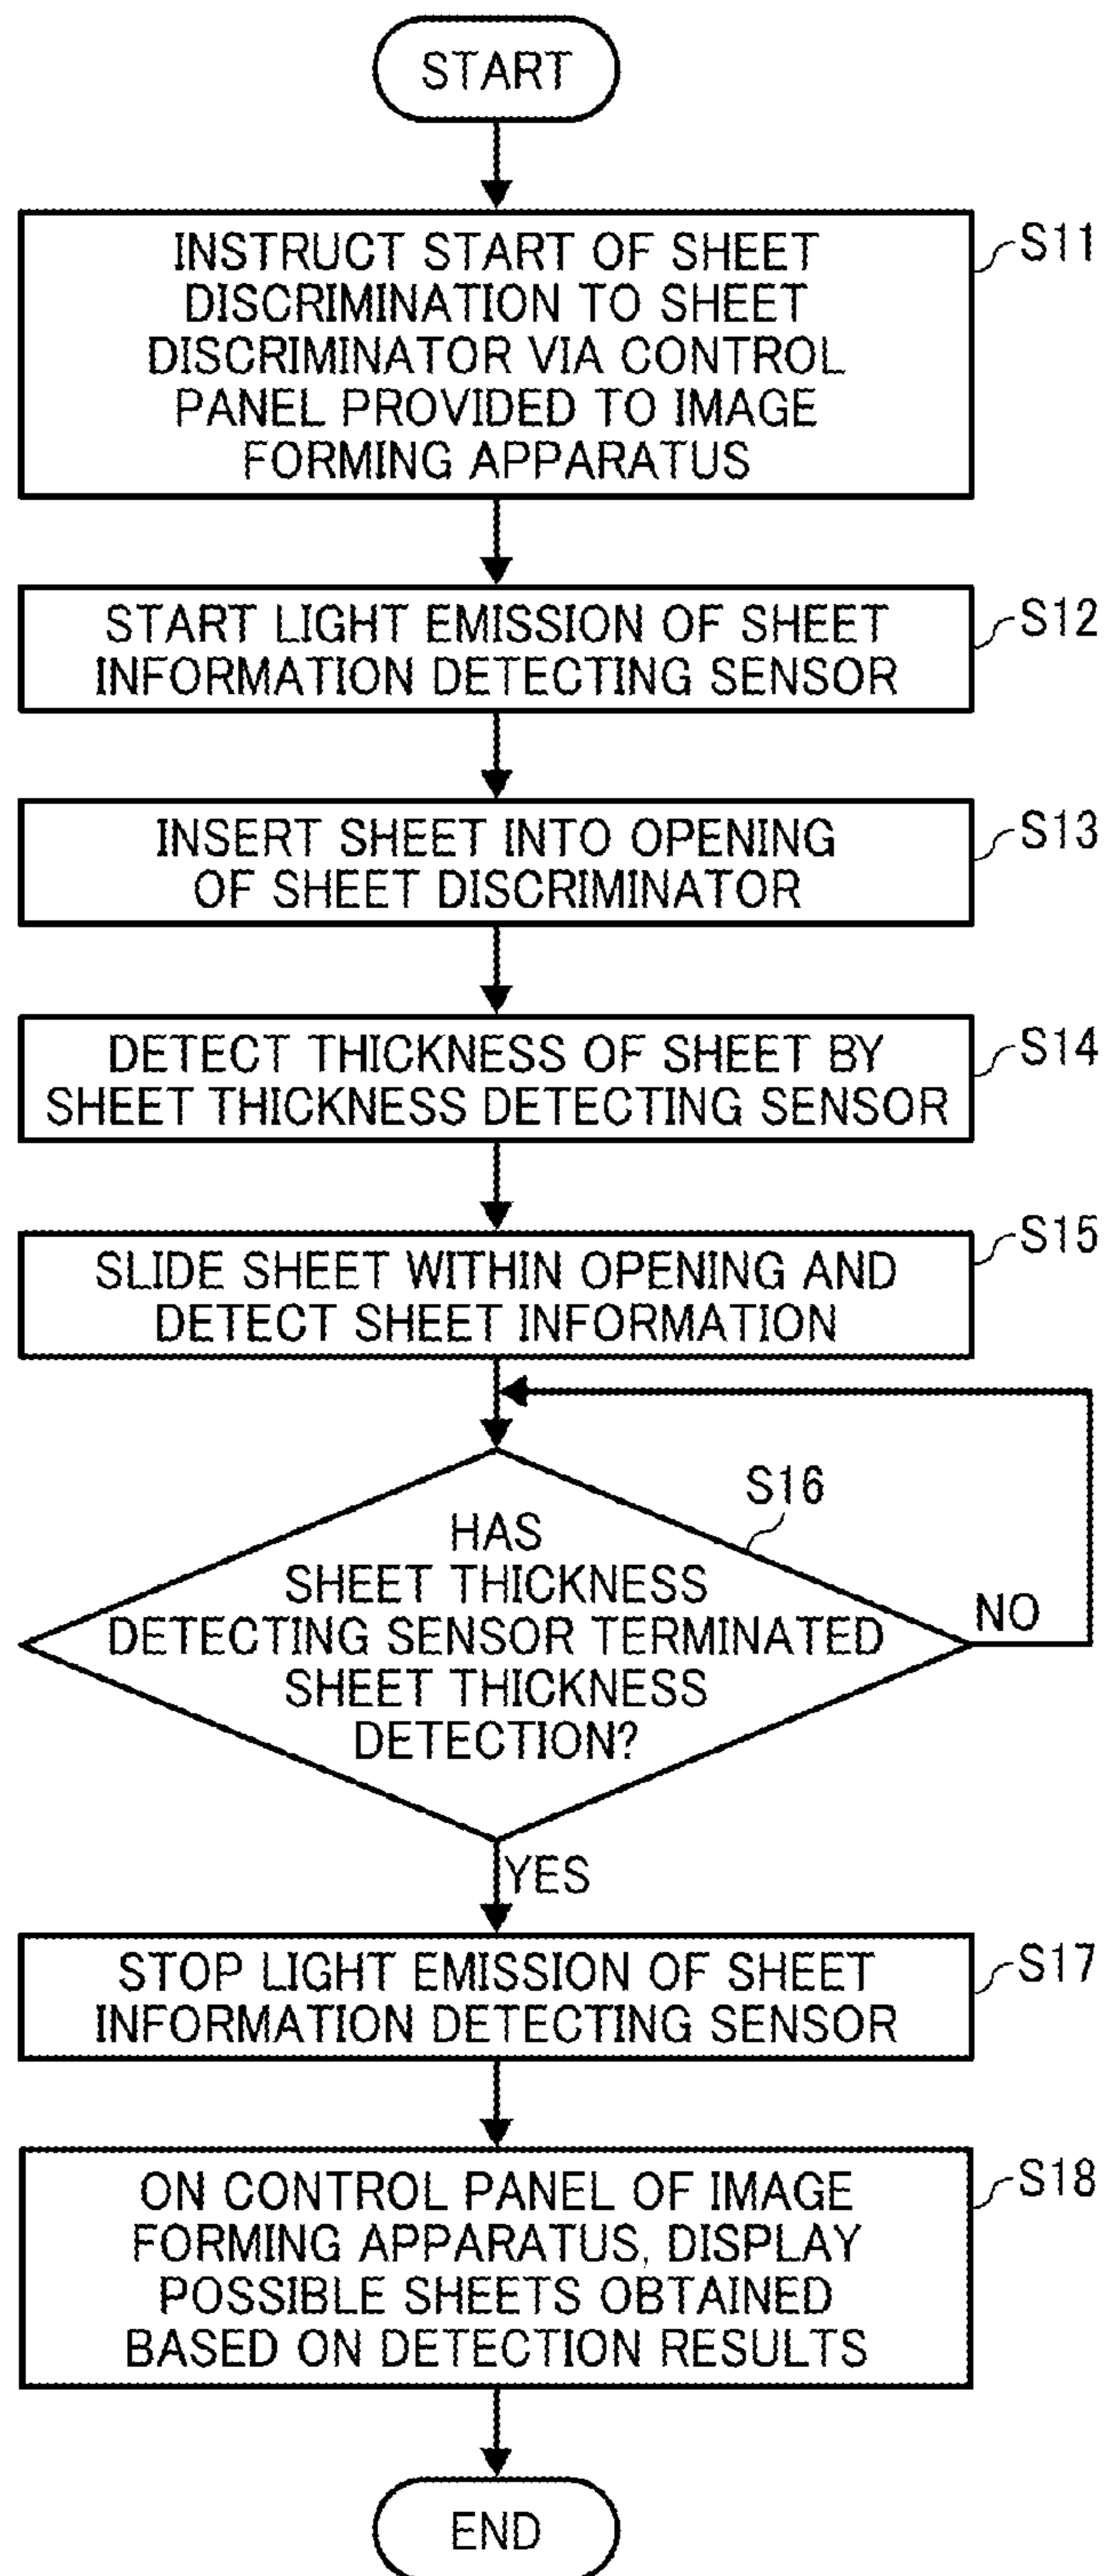 START
INSTRUCT START OF SHEET
DISCRIMINATION TO SHEET
DISCRIMINATOR VIA CONTROL
PANEL PROVIDED TO IMAGE
FORMING APPARATUS
S11
START LIGHT EMISSION OF SHEET
INFORMATION DETECTING SENSOR
S12
INSERT SHEET INTO OPENING
OF SHEET DISCRIMINATOR
S13
DETECT THICKNESS OF SHEET BY
SHEET THICKNESS DETECTING SENSOR
S14
SLIDE SHEET WITHIN OPENING AND
DETECT SHEET INFORMATION
S15
S16
HAS
SHEET THICKNESS
DETECTING SENSOR TERMINATED
SHEET THICKNESS
DETECTION?
NO
YES
STOP LIGHT EMISSION OF SHEET
INFORMATION DETECTING SENSOR
S17
ON CONTROL PANEL OF IMAGE
FORMING APPARATUS, DISPLAY
POSSIBLE SHEETS OBTAINED
BASED ON DETECTION RESULTS
S18
END